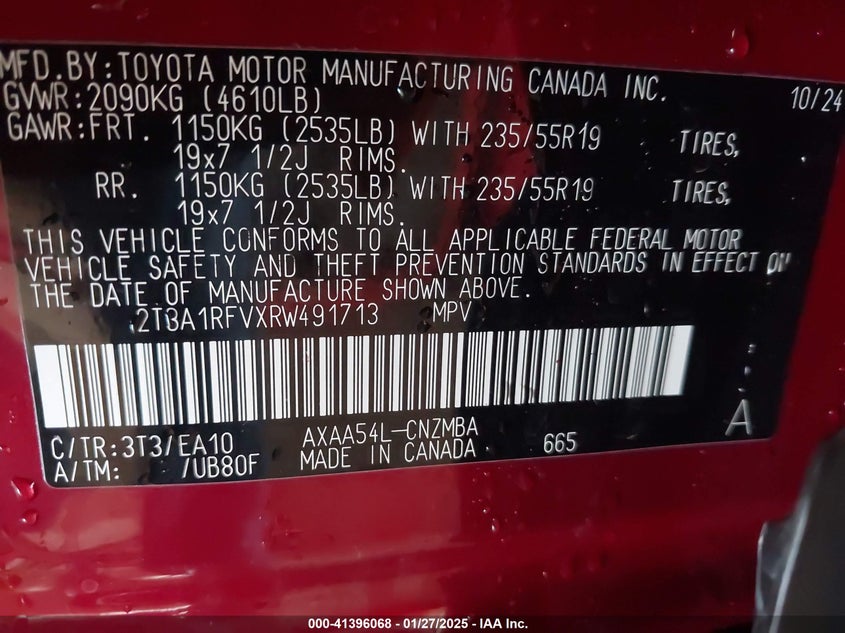 MFD.BY:TOYOTA MOTOR MANUFACTURING CANADA INC. 10/24
GVWR:2090KG (4610LB)
GAWR:FRT. 1150KG (2535LB) WITH 235/55R19 TIRES,
19x7 1/2J RIMS.
RR. 1150KG (2535LB) WITH 235/55R19 TIRES,
19x7 1/2J RIMS.
THIS VEHICLE CONFORMS TO ALL APPLICABLE FEDERAL MOTOR
VEHICLE SAFETY AND THEFT PREVENTION STANDARDS IN EFFECT ON
THE DATE OF MANUFACTURE SHOWN ABOVE.
2T3A1RFVXRW491713 MPV
A
C/TR:3T3/EA10 AXAA54L-CNZMBA 665
A/TM: /UB80F MADE IN CANADA
000-41396068 - 01/27/2025 - IAA Inc.